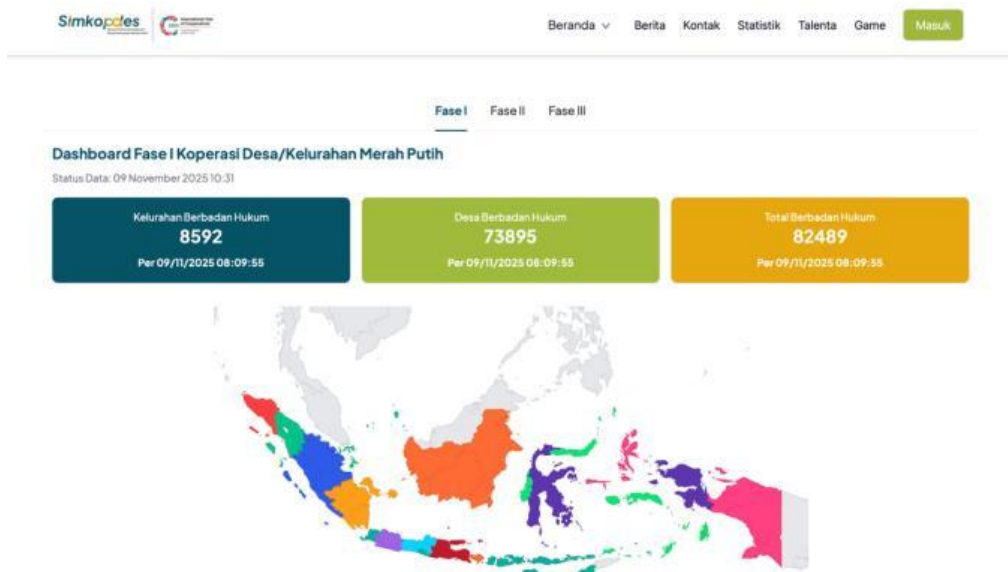 Simkopdes
Beranda Berita Kontak Statistik Talenta Game Masuk
Fase I Fase II Fase III
Dashboard Fase I Koperasi Desa/Kelurahan Merah Putih
Status Data: 09 November 2025 10:31
Kelurahan Berbadan Hukum
8592
Per 09/11/2025 08:09:55
Desa Berbadan Hukum
73895
Per 09/11/2025 08:09:55
Total Berbadan Hukum
82489
Per 09/11/2025 08:09:55